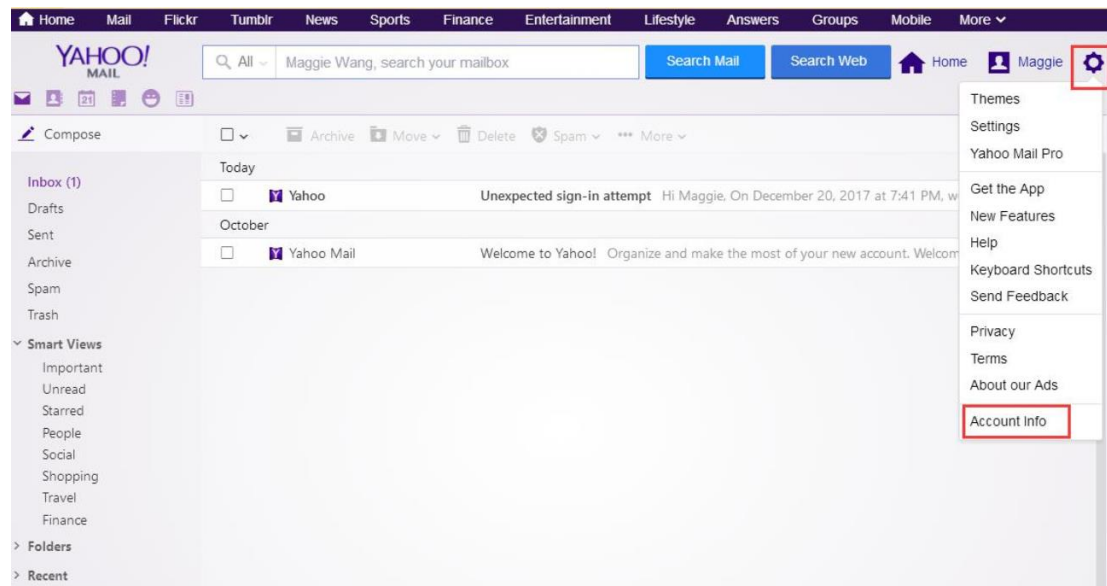 Home Mail Flickr Tumblr News Sports Finance Entertainment Lifestyle Answers Groups Mobile More
YAHOO!
MAIL
All Maggie Wang, search your mailbox Search Mail Search Web Home Maggie
21
Compose
Archive Move Delete Spam More
Inbox (1)
Drafts
Sent
Archive
Spam
Trash
Smart Views
Important
Unread
Starred
People
Social
Shopping
Travel
Finance
Folders
Recent
Today
Yahoo Unexpected sign-in attempt Hi Maggie, On December 20, 2017 at 7:41 PM, w
October
Yahoo Mail Welcome to Yahoo! Organize and make the most of your new account. Welcom
Themes
Settings
Yahoo Mail Pro
Get the App
New Features
Help
Keyboard Shortcuts
Send Feedback
Privacy
Terms
About our Ads
Account Info